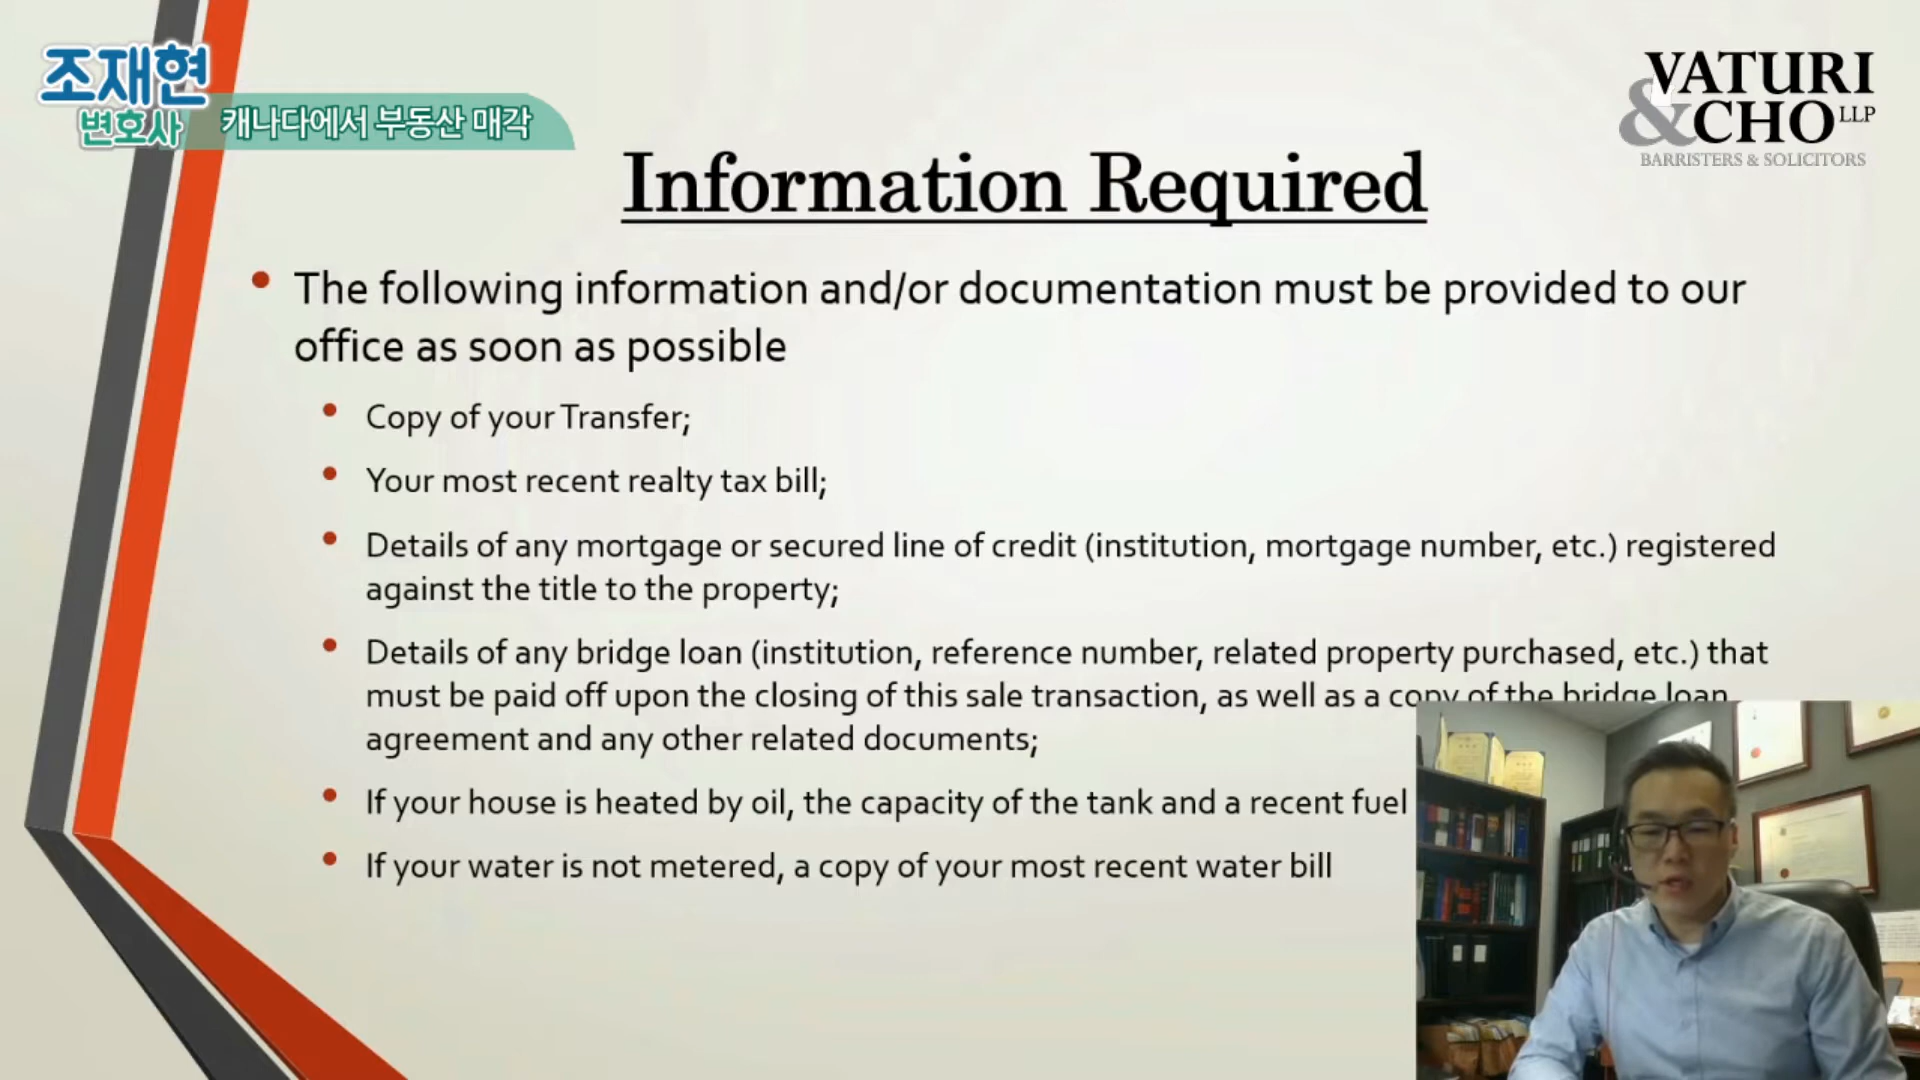 조재현
변호사
캐나다에서 부동산 매각
VATURI
& CHO LLP
BARRISTERS & SOLICITORS
Information Required
• The following information and/or documentation must be provided to our
office as soon as possible
• Copy of your Transfer;
• Your most recent realty tax bill;
• Details of any mortgage or secured line of credit (institution, mortgage number, etc.) registered
against the title to the property;
• Details of any bridge loan (institution, reference number, related property purchased, etc.) that
must be paid off upon the closing of this sale transaction, as well as a copy of the bridge loan
agreement and any other related documents;
• If your house is heated by oil, the capacity of the tank and a recent fuel
• If your water is not metered, a copy of your most recent water bill